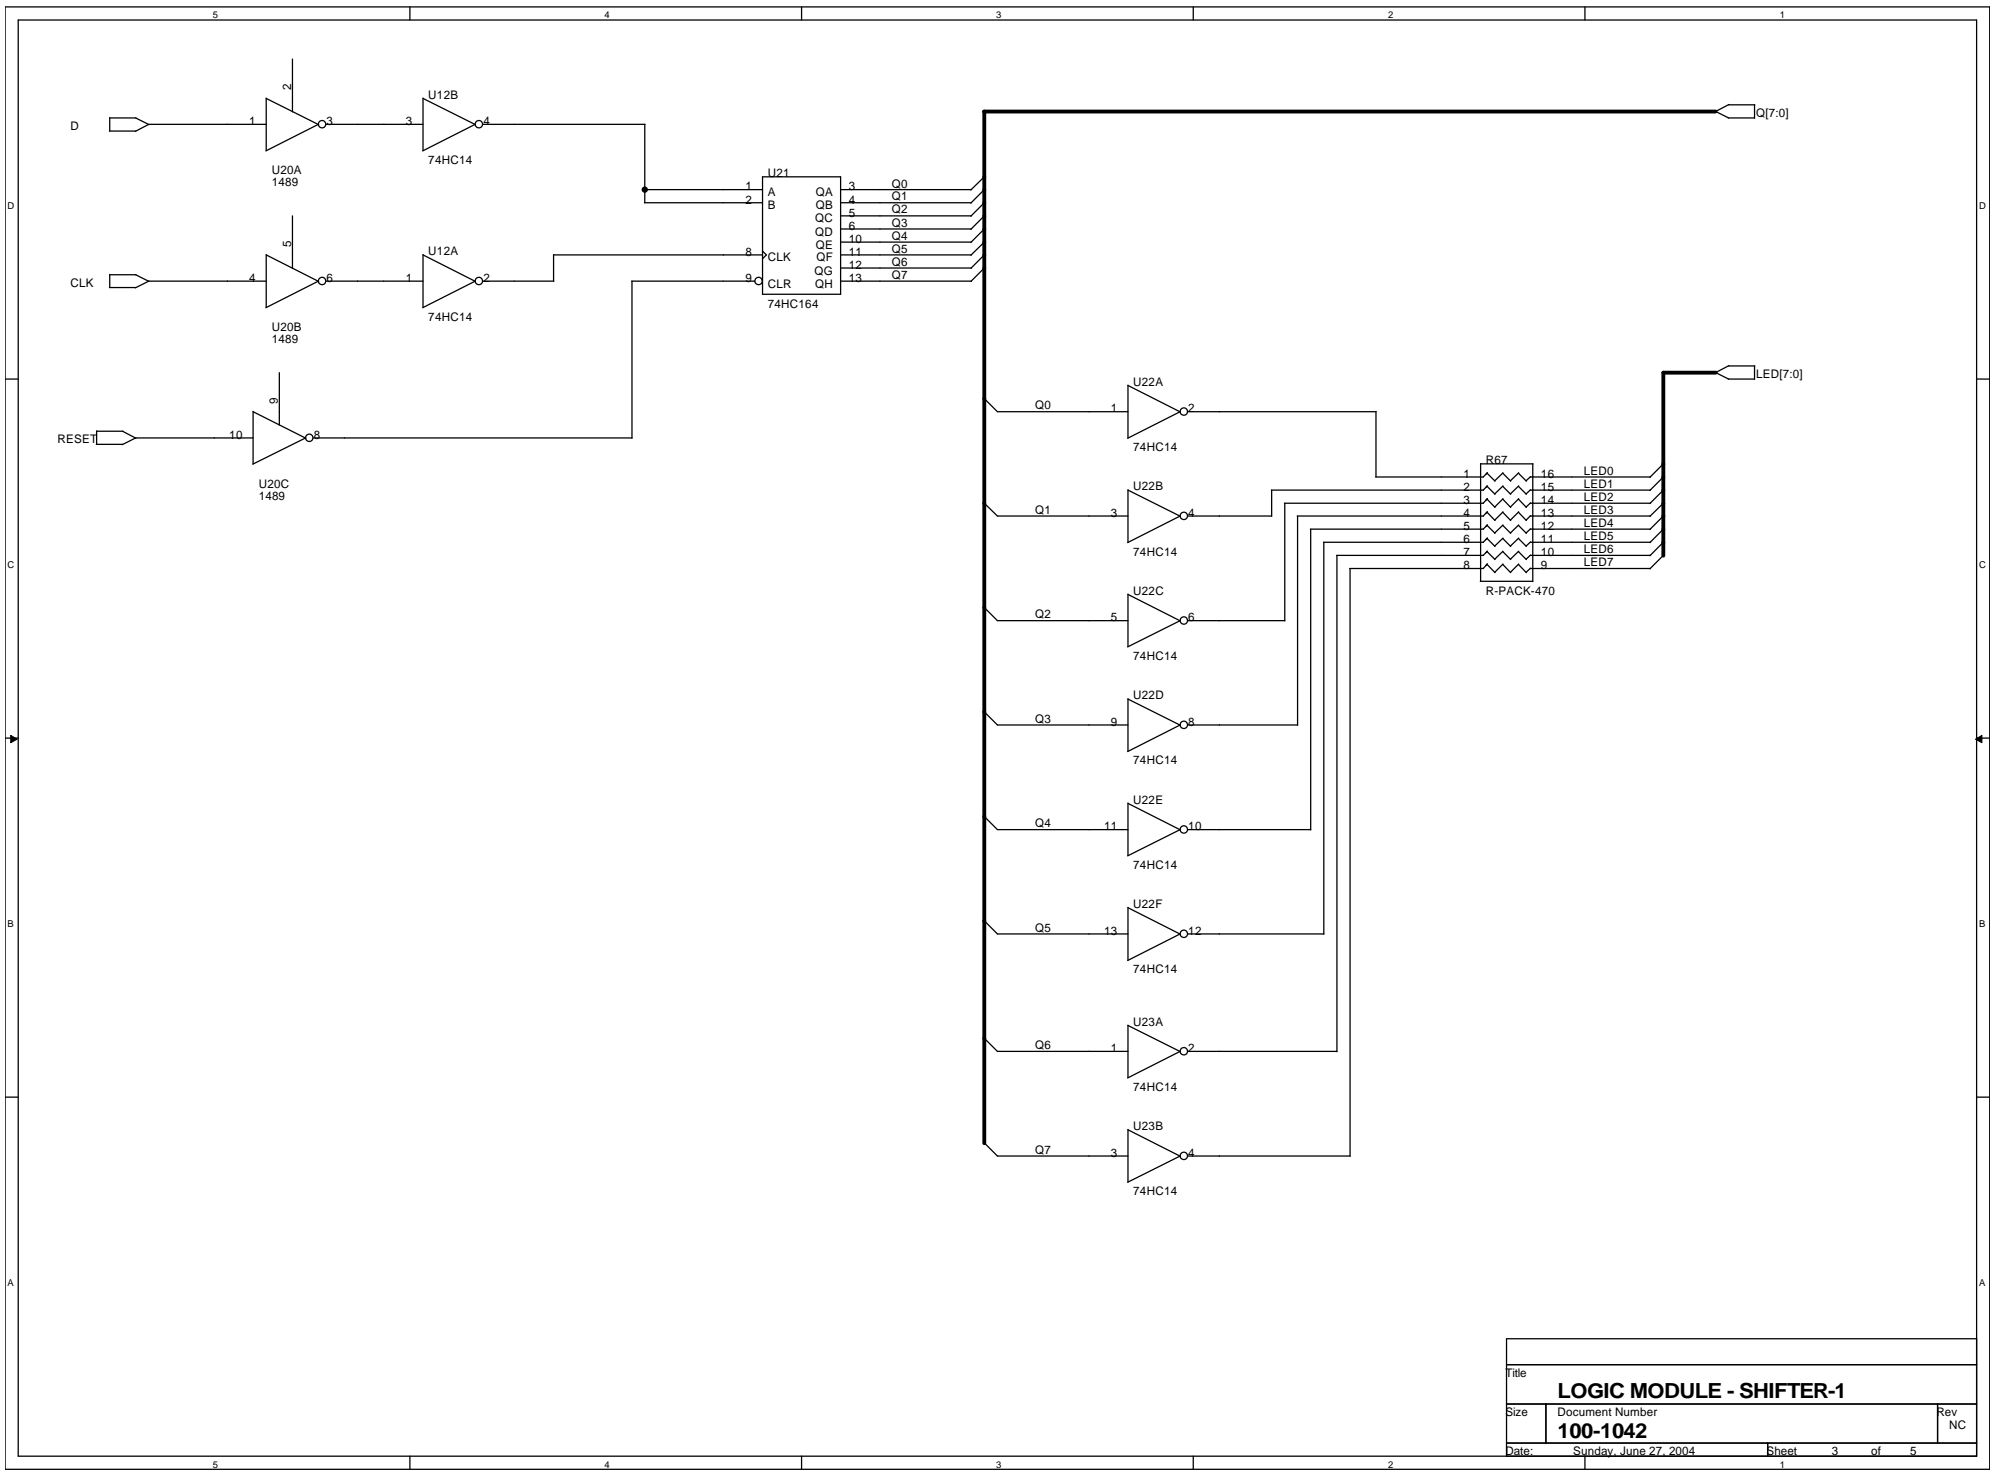 5 4 3 2 1
D
1
2
3
U20A
1489
U12B
3
4
74HC14
CLK
4
5
6
U20B
1489
U12A
1
2
74HC14
RESET
10
9
8
U20C
1489
U21
1 A QA 3 Q0
2 B QB 4 Q1
QC 5 Q2
QD 6 Q3
QE 10 Q4
8 CLK QF 11 Q5
QG 12 Q6
9 CLR QH 13 Q7
74HC164
Q[7:0]
LED[7:0]
U22A
Q0 1 2
74HC14
U22B
Q1 3 4
74HC14
U22C
Q2 5 6
74HC14
U22D
Q3 9 8
74HC14
U22E
Q4 11 10
74HC14
U22F
Q5 13 12
74HC14
U23A
Q6 1 2
74HC14
U23B
Q7 3 4
74HC14
R67
1 16 LED0
2 15 LED1
3 14 LED2
4 13 LED3
5 12 LED4
6 11 LED5
7 10 LED6
8 9 LED7
R-PACK-470
D D
C C
B B
A A
Title
LOGIC MODULE - SHIFTER-1
Size Document Number Rev
100-1042 NC
Date: Sunday, June 27, 2004 Sheet 3 of 5
5 4 3 2 1